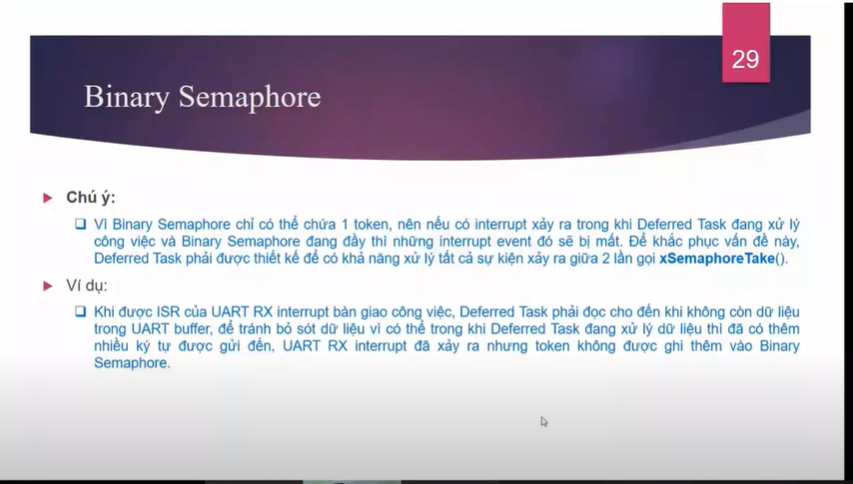 29
Binary Semaphore
Chú ý:
Vì Binary Semaphore chỉ có thể chứa 1 token, nên nếu có interrupt xảy ra trong khi Deferred Task đang xử lý
công việc và Binary Semaphore đang đầy thì những interrupt event đó sẽ bị mất. Để khắc phục vấn đề này,
Deferred Task phải được thiết kế để có khả năng xử lý tất cả sự kiện xảy ra giữa 2 lần gọi xSemaphoreTake().
Ví dụ:
Khi được ISR của UART RX interrupt bàn giao công việc, Deferred Task phải đọc cho đến khi không còn dữ liệu
trong UART buffer, để tránh bỏ sót dữ liệu vì có thể trong khi Deferred Task đang xử lý dữ liệu thì đã có thêm
nhiều ký tự được gửi đến, UART RX interrupt đã xảy ra nhưng token không được ghi thêm vào Binary
Semaphore.